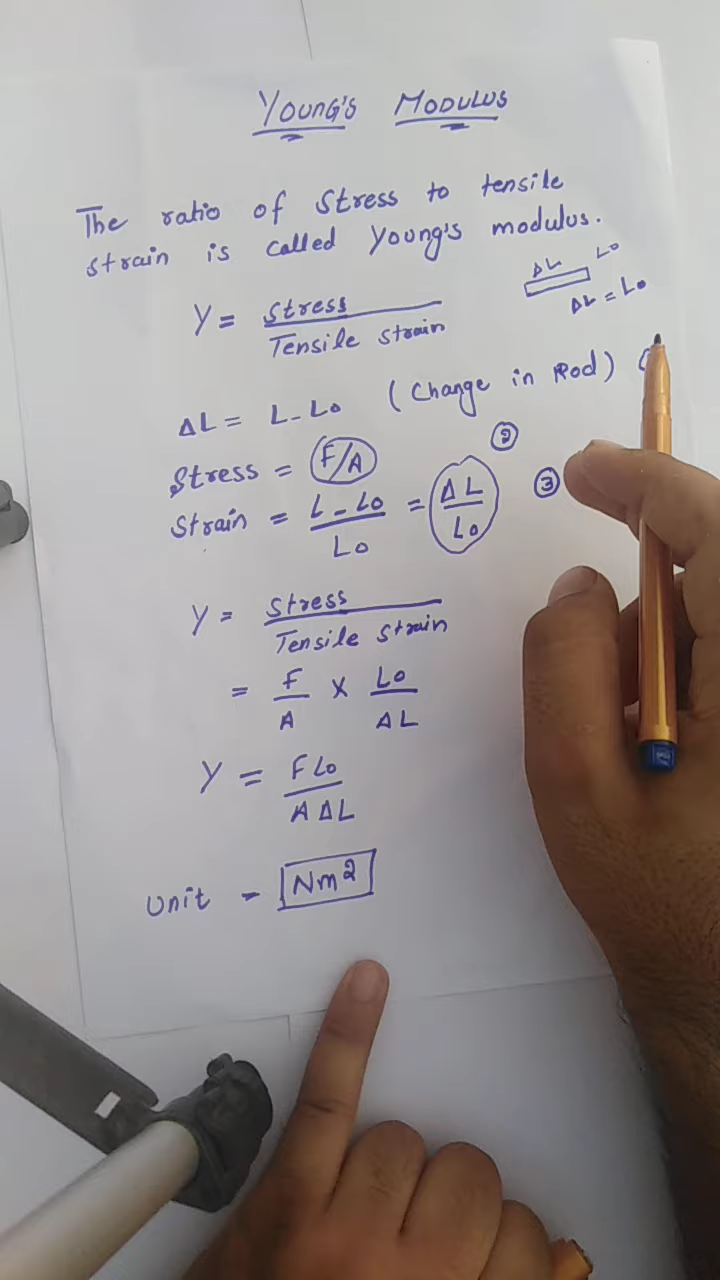 YOUNG'S MODULUS
The ratio of stress to tensile
strain is called Young's modulus.
ΔL Lo
ΔL = Lo
Y = Stress / Tensile strain
ΔL = L - Lo (Change in Rod)
Stress = F/A ②
Strain = L - Lo / Lo = ΔL / Lo ③
Y = Stress / Tensile strain
= F / A × Lo / ΔL
Y = F Lo / A ΔL
Unit - Nm²